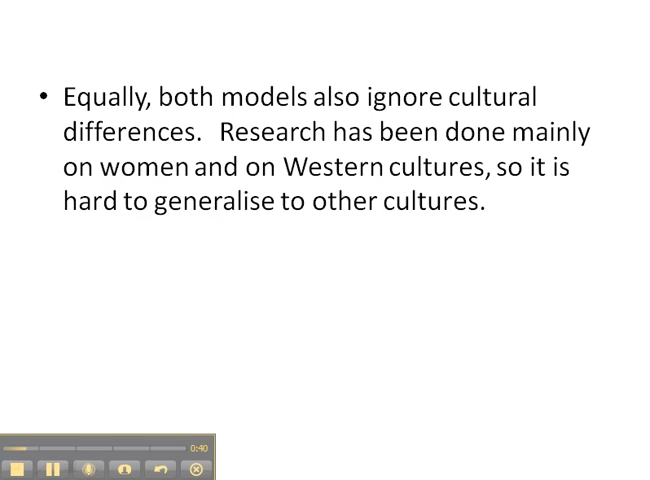 • Equally, both models also ignore cultural
differences. Research has been done mainly
on women and on Western cultures, so it is
hard to generalise to other cultures.
0:40